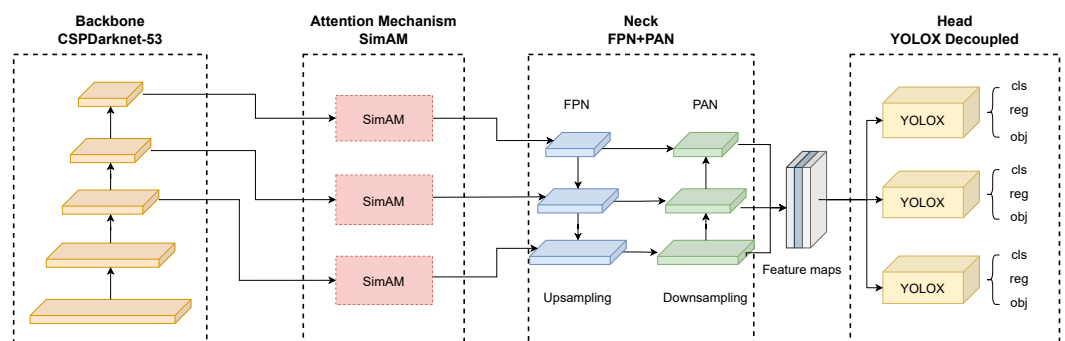 Backbone
CSPDarknet-53
Attention Mechanism
SimAM
Neck
FPN+PAN
Head
YOLOX Decoupled
SimAM
SimAM
SimAM
FPN
PAN
Upsampling
Downsampling
Feature maps
YOLOX
cls
reg
obj
YOLOX
cls
reg
obj
YOLOX
cls
reg
obj